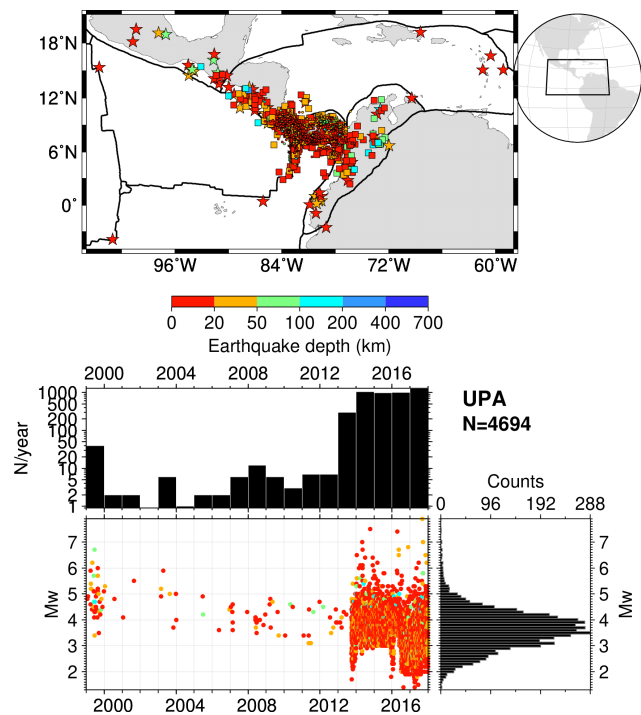 18°N
12°N
6°N
0°
96°W 84°W 72°W 60°W
0 20 50 100 200 400 700
Earthquake depth (km)
2000 2004 2008 2012 2016
1000
500
200
100
50
20
10
5
2
1
N/year
UPA
N=4694
Counts
0 96 192 288
7
6
5
4
3
2
Mw
7
6
5
4
3
2
Mw
2000 2004 2008 2012 2016